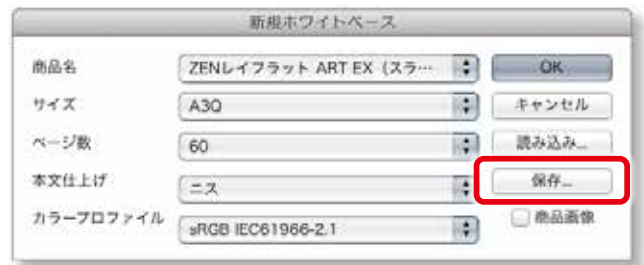 新規ホワイトベース
商品名 ZENレイフラット ART EX（スラ… OK
サイズ A3Q キャンセル
ページ数 60 読み込み...
本文仕上げ ニス 保存...
カラープロファイル sRGB IEC61966-2.1 商品画像